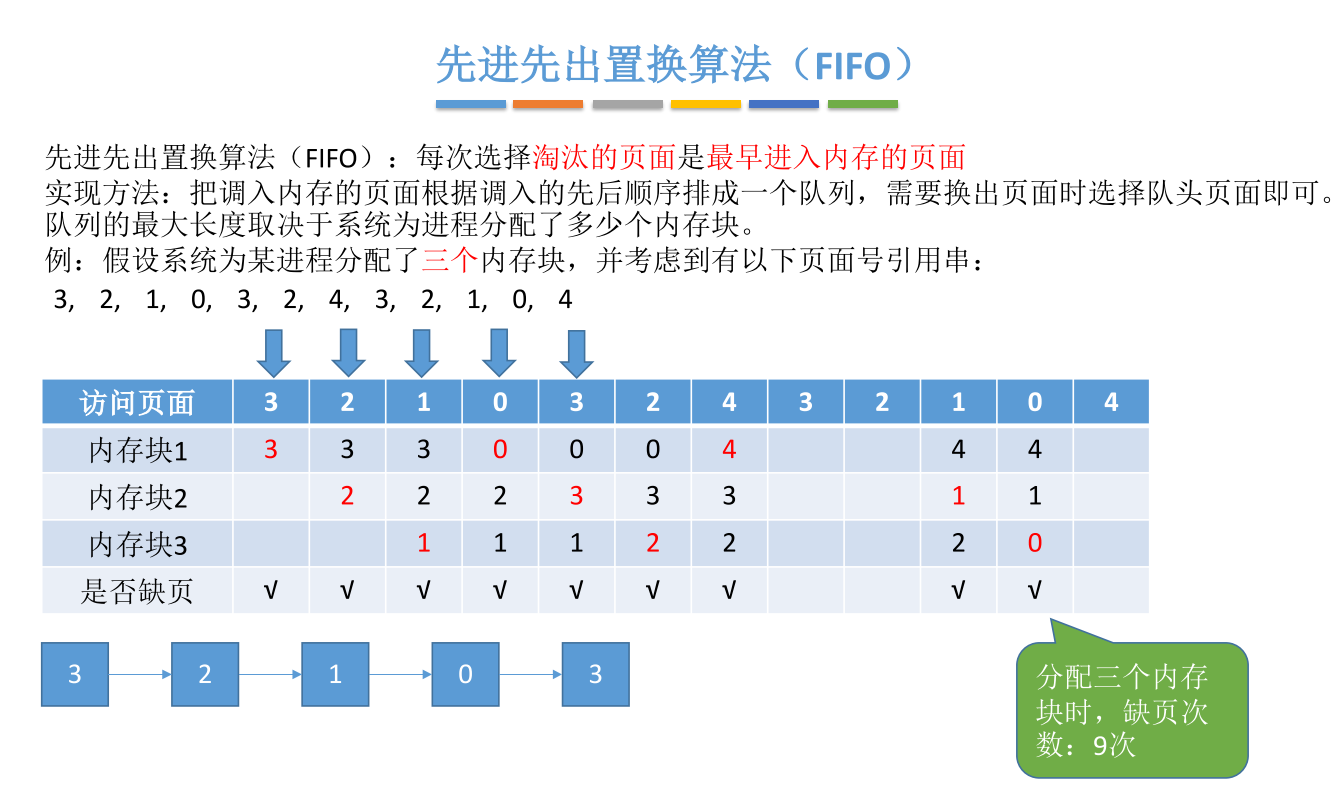 先进先出置换算法（FIFO）
先进先出置换算法（FIFO）：每次选择淘汰的页面是最早进入内存的页面
实现方法：把调入内存的页面根据调入的先后顺序排成一个队列，需要换出页面时选择队头页面即可。
队列的最大长度取决于系统为进程分配了多少个内存块。
例：假设系统为某进程分配了三个内存块，并考虑到有以下页面号引用串：
3, 2, 1, 0, 3, 2, 4, 3, 2, 1, 0, 4
访问页面 3 2 1 0 3 2 4 3 2 1 0 4
内存块1 3 3 3 0 0 0 4 4 4
内存块2 2 2 2 3 3 3 1 1
内存块3 1 1 1 2 2 2 0
是否缺页 √ √ √ √ √ √ √ √ √
3 2 1 0 3
分配三个内存
块时，缺页次
数：9次